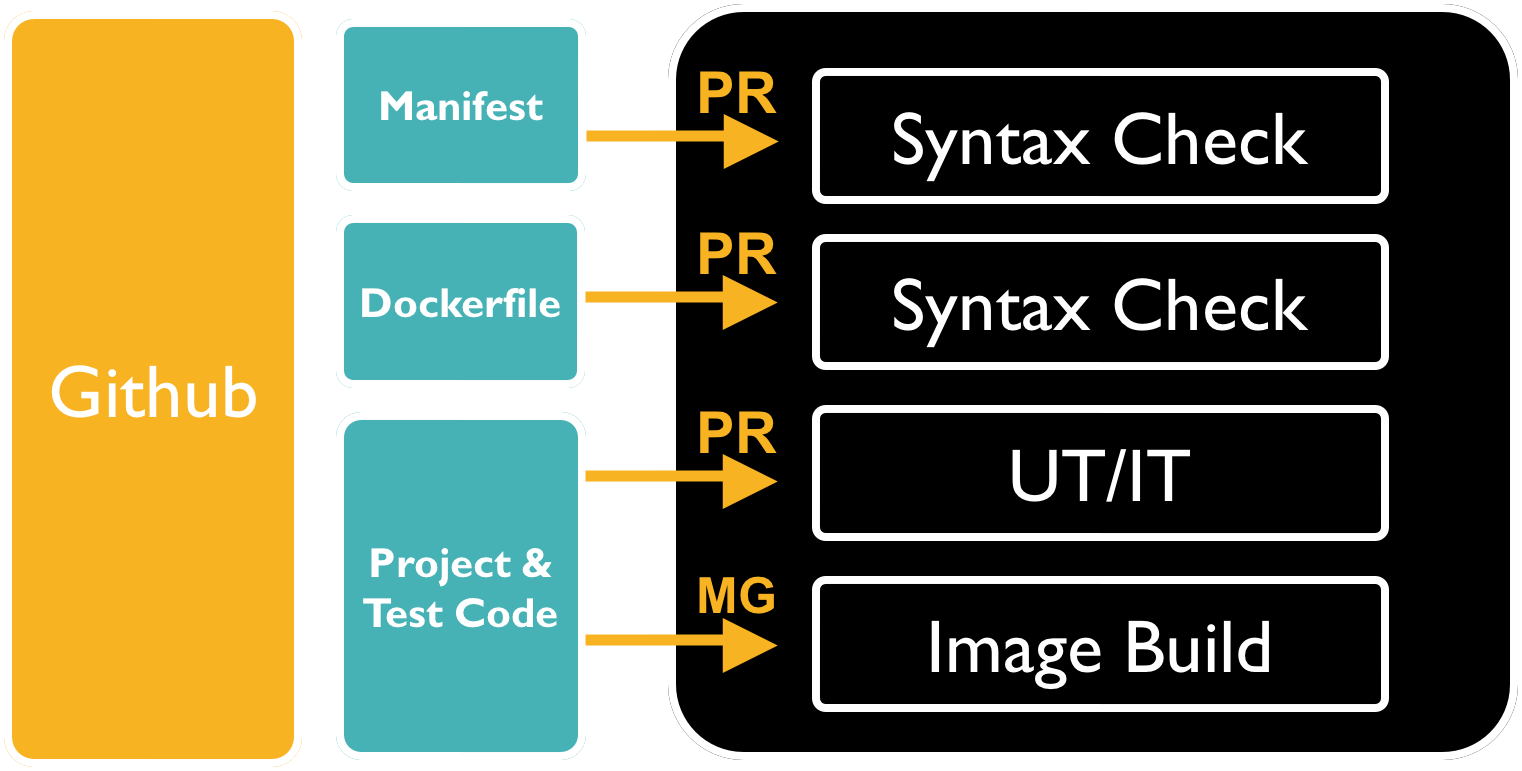 Github
Manifest
PR
Syntax Check
Dockerfile
PR
Syntax Check
Project &
Test Code
PR
UT/IT
MG
Image Build